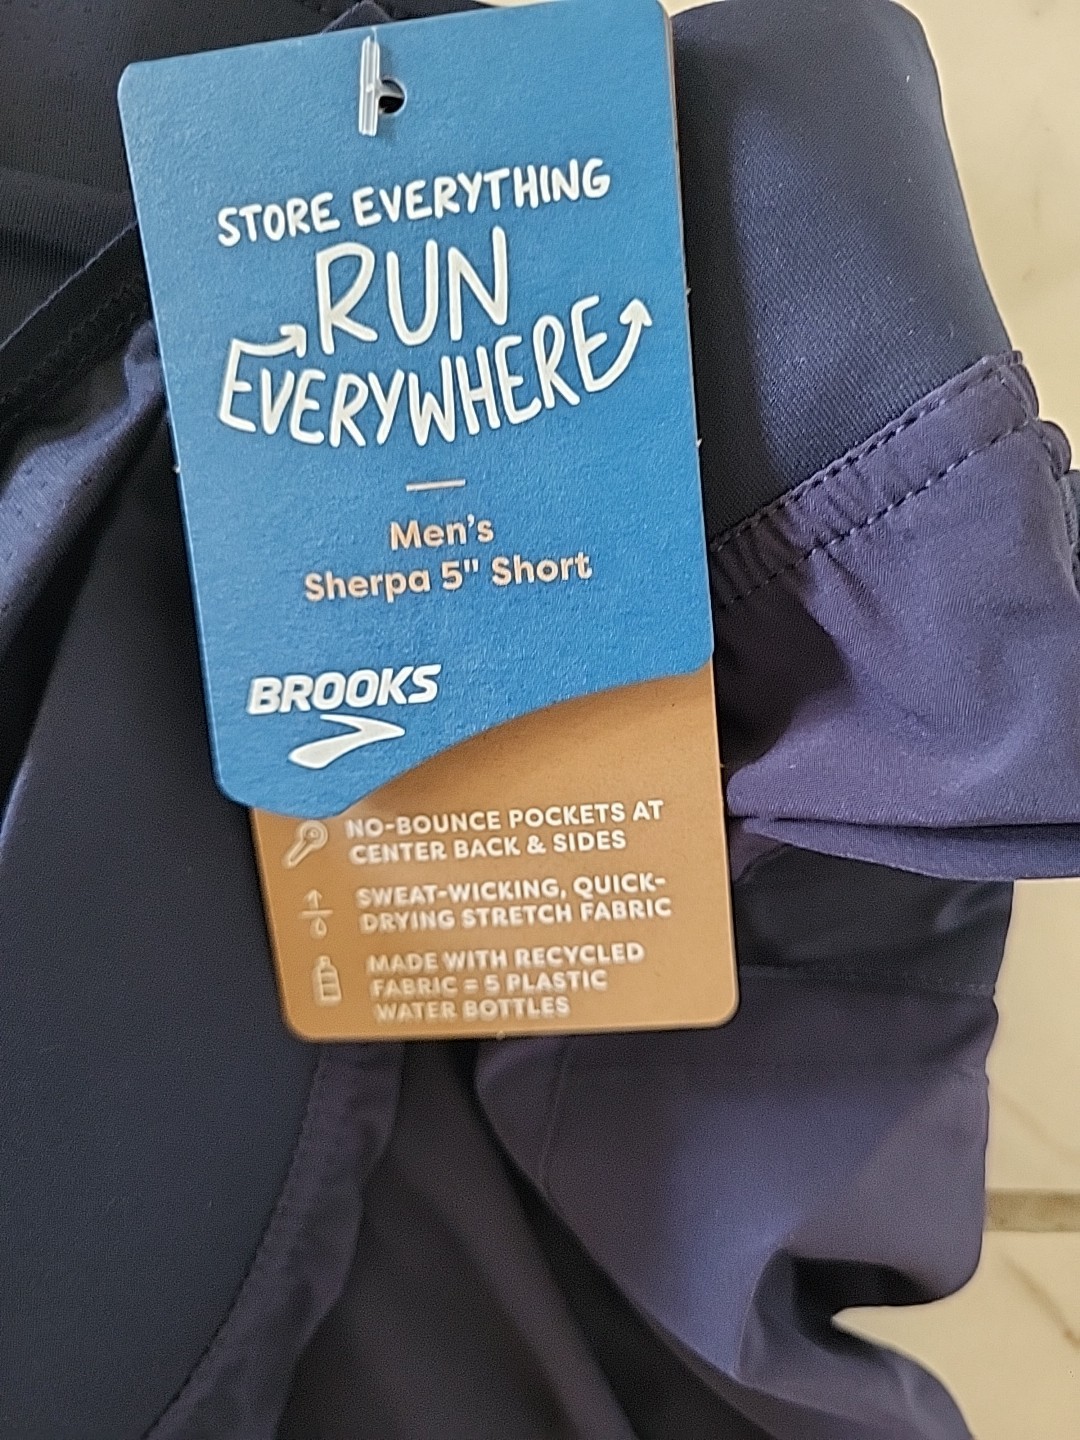 STORE EVERYTHING
RUN
EVERYWHERE
Men's
Sherpa 5" Short
BROOKS
NO-BOUNCE POCKETS AT
CENTER BACK & SIDES
SWEAT-WICKING, QUICK-
DRYING STRETCH FABRIC
MADE WITH RECYCLED
FABRIC = 5 PLASTIC
WATER BOTTLES